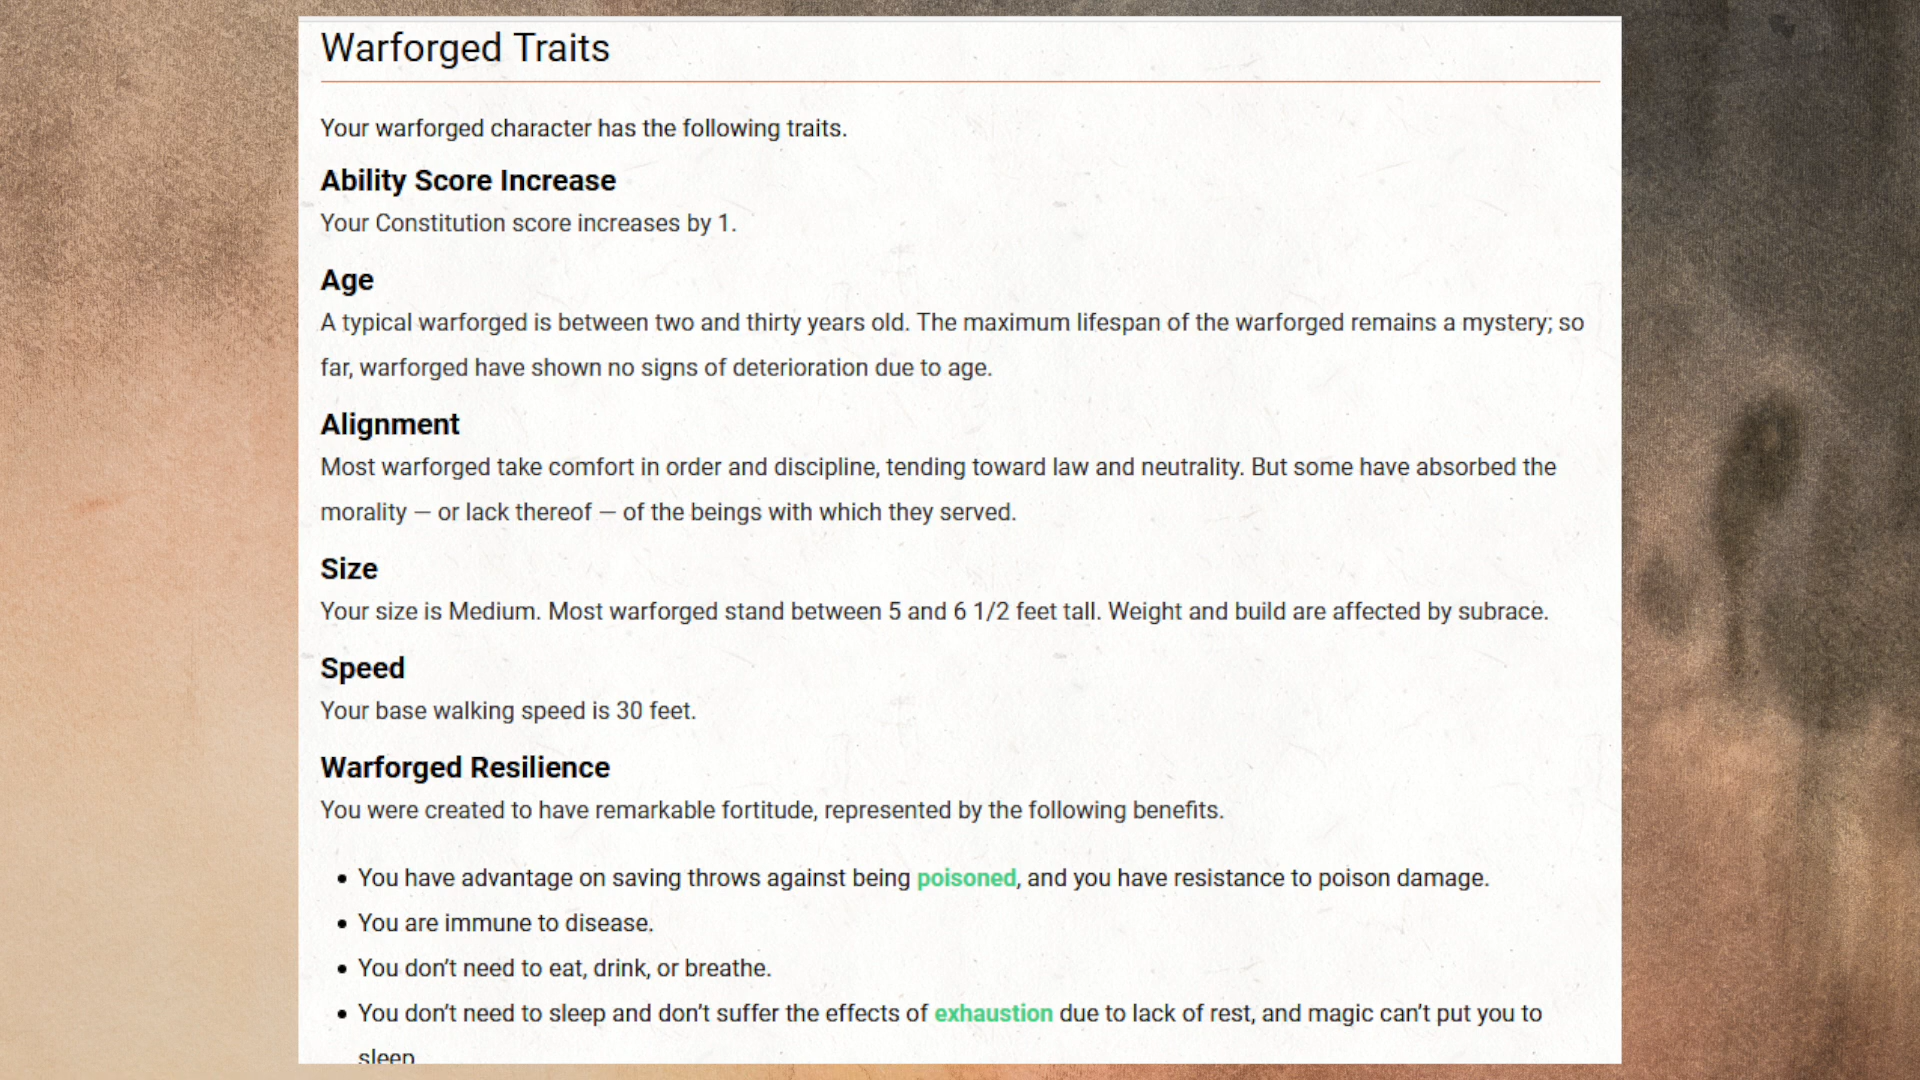 Warforged Traits
Your warforged character has the following traits.
Ability Score Increase
Your Constitution score increases by 1.
Age
A typical warforged is between two and thirty years old. The maximum lifespan of the warforged remains a mystery; so
far, warforged have shown no signs of deterioration due to age.
Alignment
Most warforged take comfort in order and discipline, tending toward law and neutrality. But some have absorbed the
morality — or lack thereof — of the beings with which they served.
Size
Your size is Medium. Most warforged stand between 5 and 6 1/2 feet tall. Weight and build are affected by subrace.
Speed
Your base walking speed is 30 feet.
Warforged Resilience
You were created to have remarkable fortitude, represented by the following benefits.
• You have advantage on saving throws against being poisoned, and you have resistance to poison damage.
• You are immune to disease.
• You don’t need to eat, drink, or breathe.
• You don’t need to sleep and don’t suffer the effects of exhaustion due to lack of rest, and magic can’t put you to
sleep